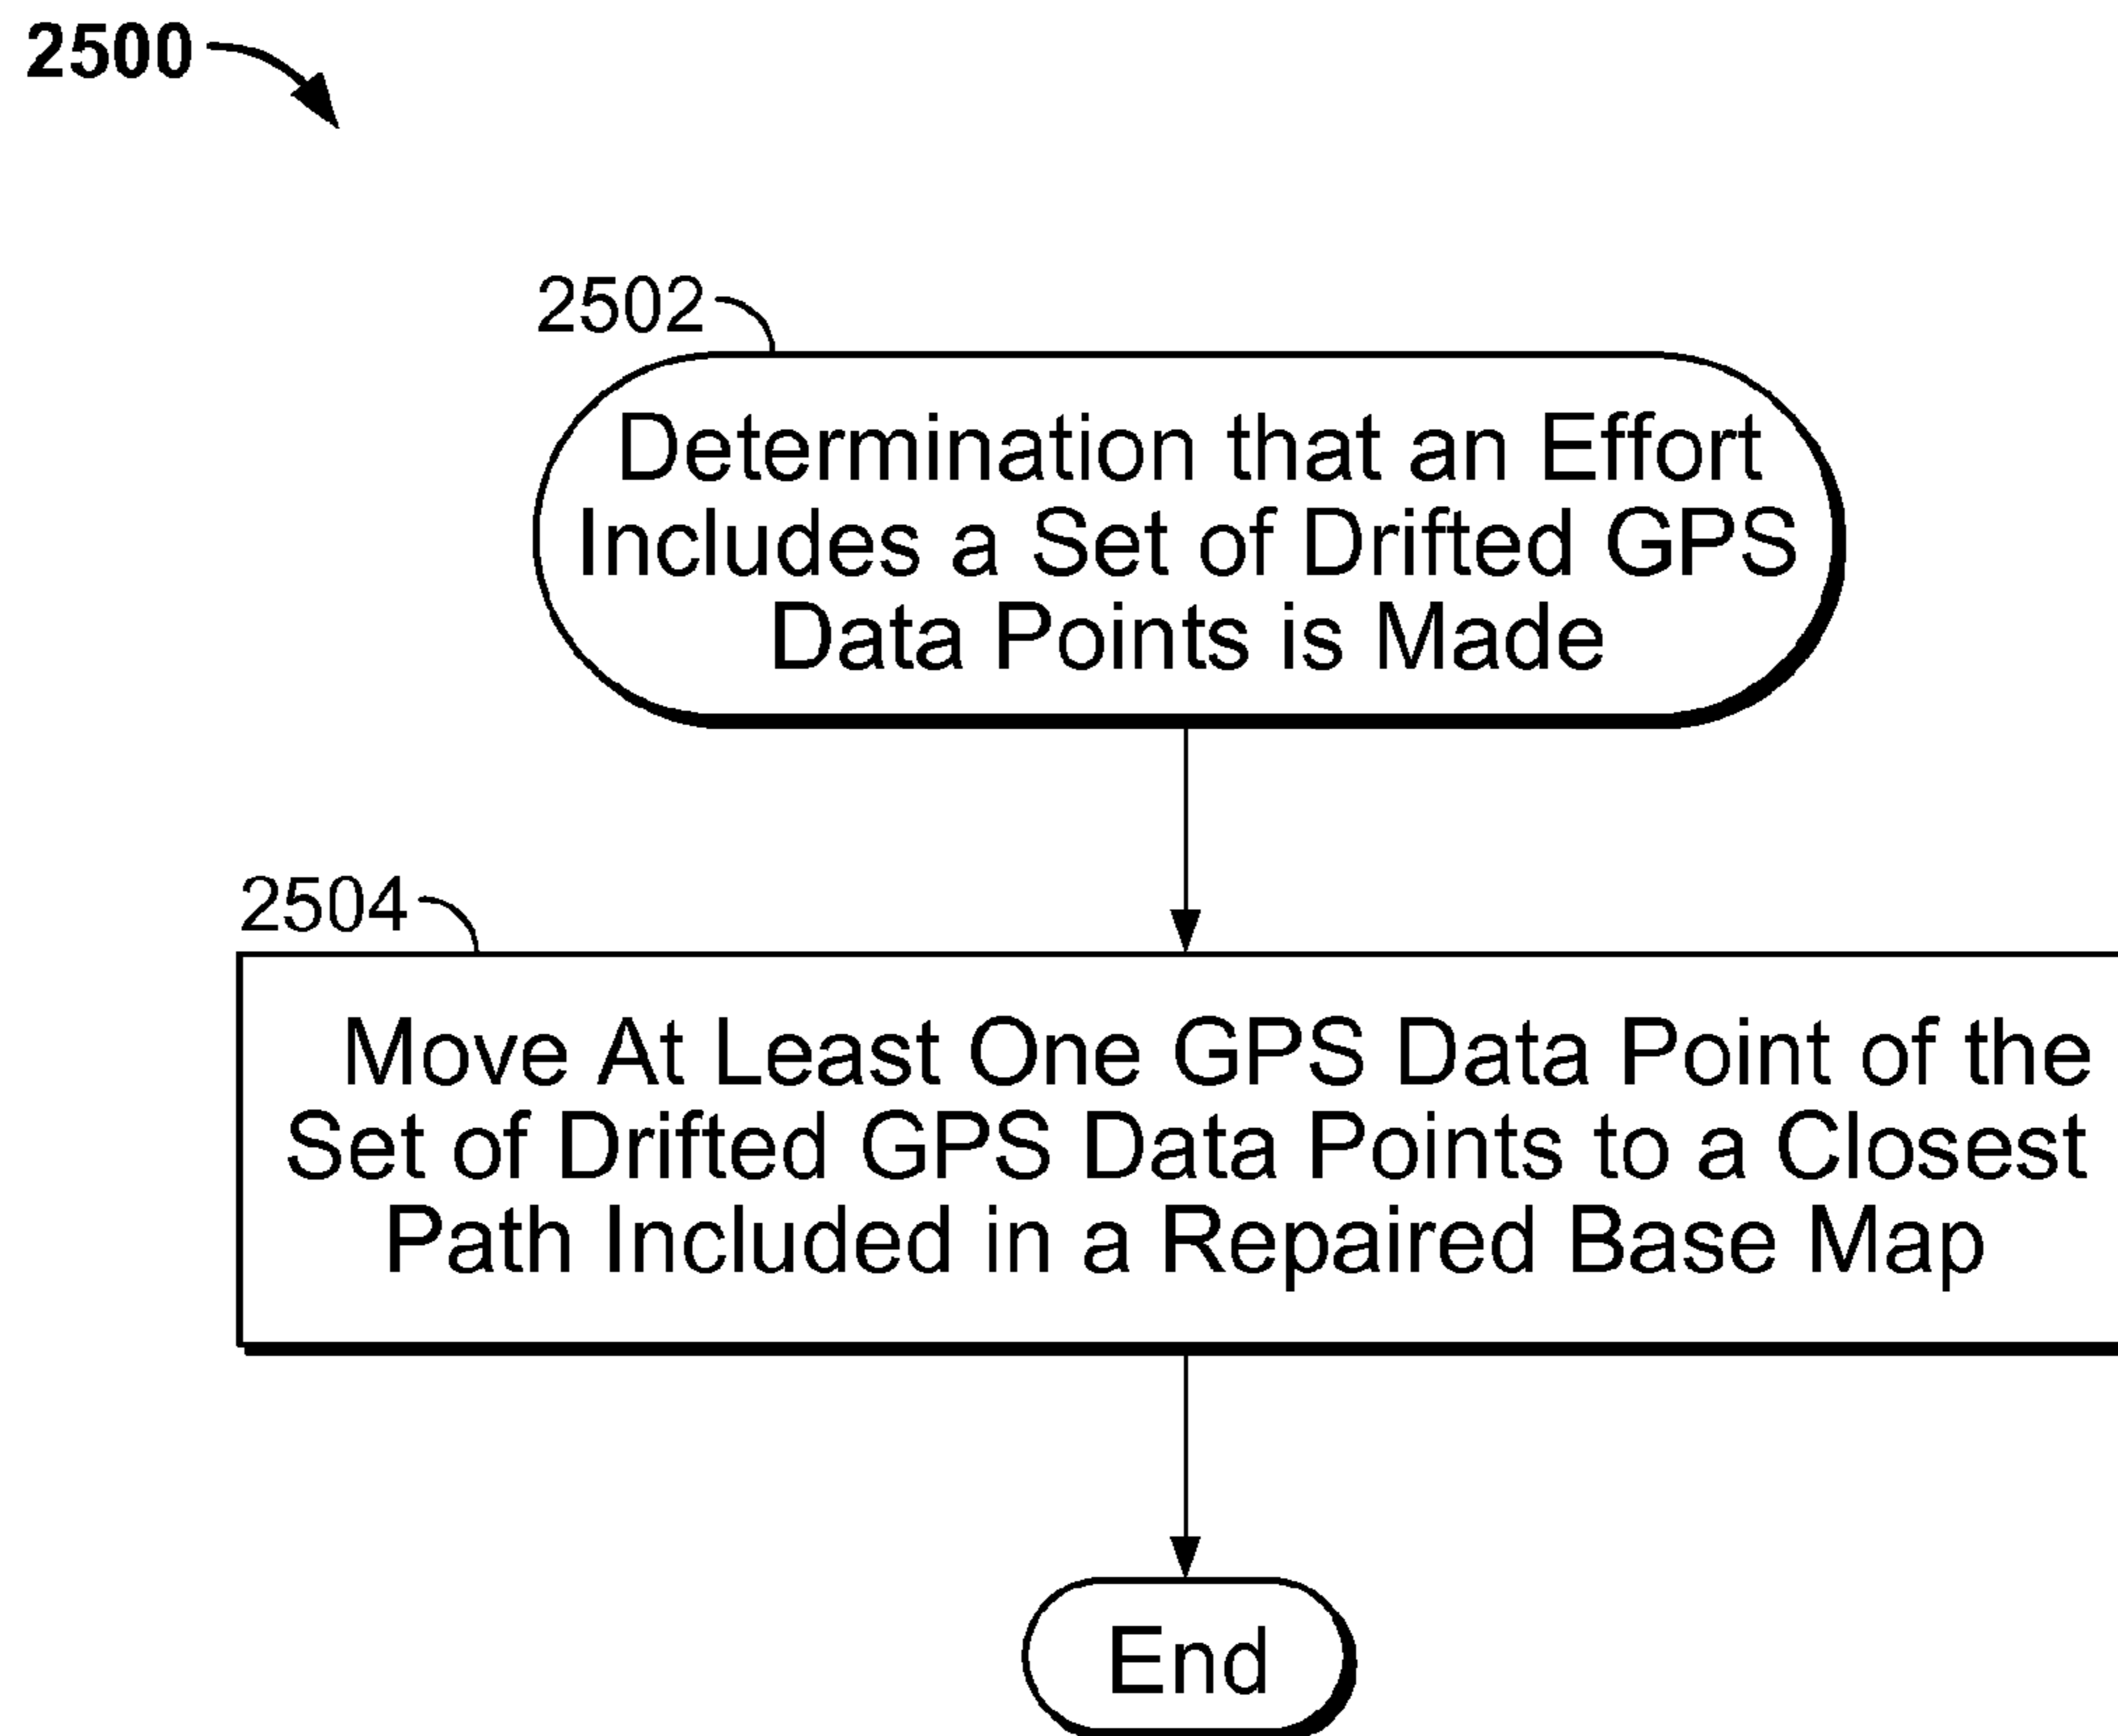 2500
2502
Determination that an Effort
Includes a Set of Drifted GPS
Data Points is Made
2504
Move At Least One GPS Data Point of the
Set of Drifted GPS Data Points to a Closest
Path Included in a Repaired Base Map
End